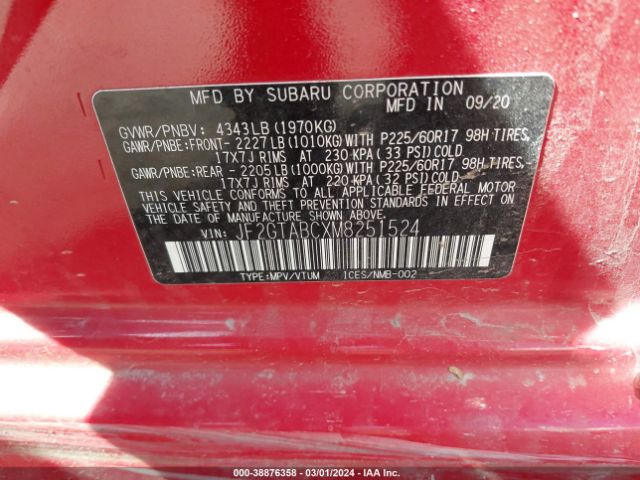 MFD BY SUBARU CORPORATION
MFD IN 09/20
GVWR/PNBV: 4343LB (1970KG)
GAWR/PNBE:FRONT- 2227LB (1010KG) WITH P225/60R17 98H TIRES,
17X7J RIMS AT 230 KPA (33 PSI) COLD
GAWR/PNBE:REAR - 2205LB (1000KG) WITH P225/60R17 98H TIRES,
17X7J RIMS AT 220 KPA (32 PSI) COLD
THIS VEHICLE CONFORMS TO ALL APPLICABLE FEDERAL MOTOR
VEHICLE SAFETY AND THEFT PREVENTION STANDARDS IN EFFECT ON
THE DATE OF MANUFACTURE SHOWN ABOVE.
VIN: JF2GTABCXM8251524
TYPE:MPV/VTUM ICES/NMB-002
000-38876358 - 03/01/2024 - IAA Inc.